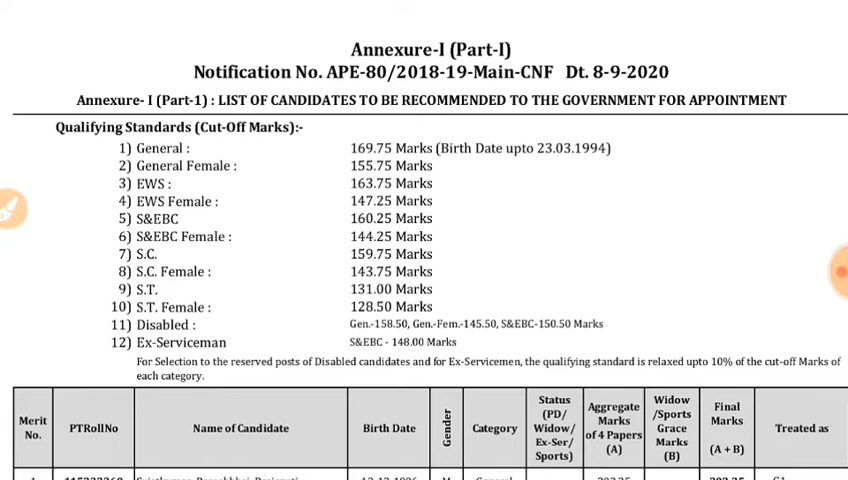 Annexure-I (Part-I)
Notification No. APE-80/2018-19-Main-CNF Dt. 8-9-2020
Annexure- I (Part-1) : LIST OF CANDIDATES TO BE RECOMMENDED TO THE GOVERNMENT FOR APPOINTMENT
Qualifying Standards (Cut-Off Marks):-
1) General : 169.75 Marks (Birth Date upto 23.03.1994)
2) General Female : 155.75 Marks
3) EWS : 163.75 Marks
4) EWS Female : 147.25 Marks
5) S&EBC 160.25 Marks
6) S&EBC Female : 144.25 Marks
7) S.C. 159.75 Marks
8) S.C. Female : 143.75 Marks
9) S.T. 131.00 Marks
10) S.T. Female : 128.50 Marks
11) Disabled : Gen.-158.50, Gen.-Fem.-145.50, S&EBC-150.50 Marks
12) Ex-Serviceman S&EBC - 148.00 Marks
For Selection to the reserved posts of Disabled candidates and for Ex-Servicemen, the qualifying standard is relaxed upto 10% of the cut-off Marks of
each category.
Merit No. PTRollNo Name of Candidate Birth Date Gender Category Status (PD/ Widow/ Ex-Ser/ Sports) Aggregate Marks of 4 Papers (A) Widow /Sports Grace Marks (B) Final Marks (A + B) Treated as